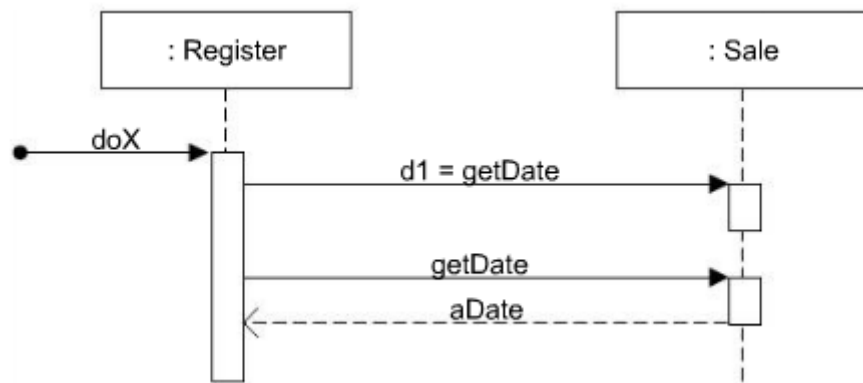 : Register
: Sale
doX
d1 = getDate
getDate
aDate